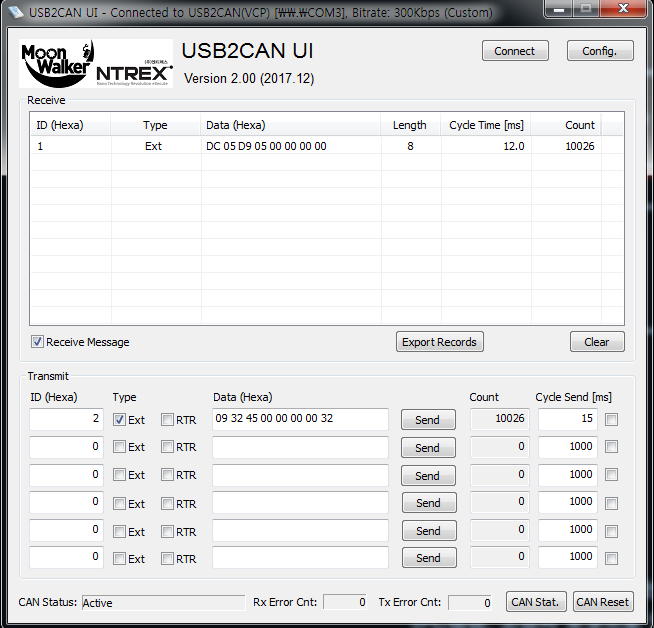 USB2CAN UI - Connected to USB2CAN(VCP) [₩₩.₩COM3], Bitrate: 300Kbps (Custom)
Moon Walker
(주)엔티렉스
NTREX
USB2CAN UI
Version 2.00 (2017.12)
Connect
Config.
Receive
ID (Hexa) Type Data (Hexa) Length Cycle Time [ms] Count
1 Ext DC 05 D9 05 00 00 00 00 8 12.0 10026
Receive Message
Export Records
Clear
Transmit
ID (Hexa) Type Data (Hexa) Count Cycle Send [ms]
2 Ext RTR 09 32 45 00 00 00 00 32 Send 10026 15
0 Ext RTR Send 0 1000
0 Ext RTR Send 0 1000
0 Ext RTR Send 0 1000
0 Ext RTR Send 0 1000
0 Ext RTR Send 0 1000
CAN Status: Active Rx Error Cnt: 0 Tx Error Cnt: 0 CAN Stat. CAN Reset